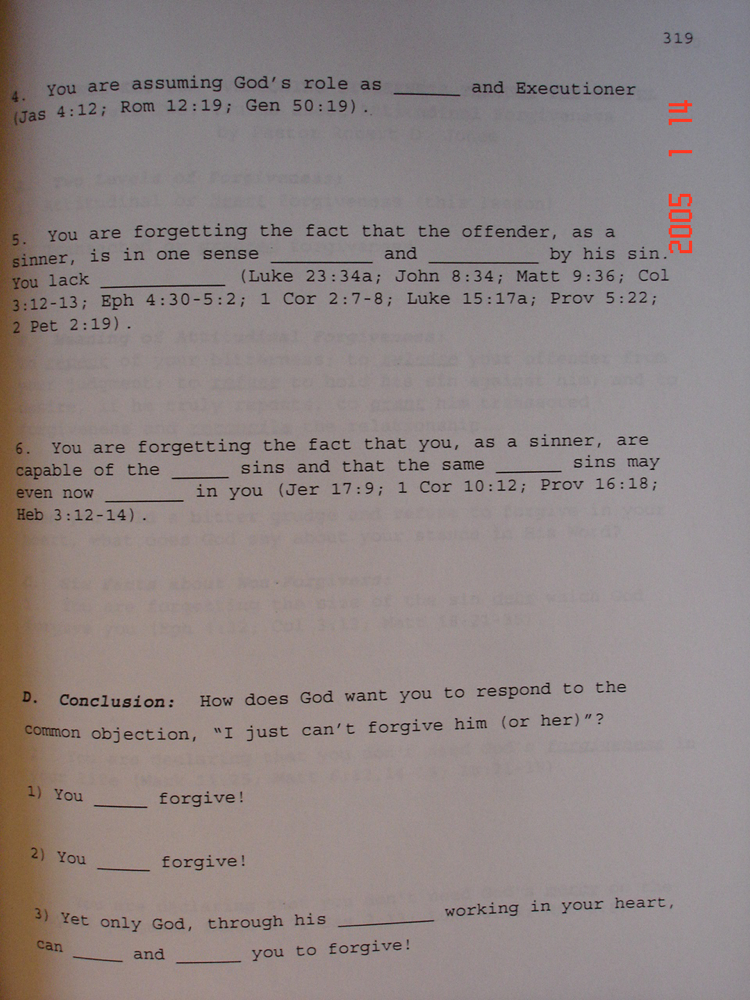 319
4. You are assuming God's role as ______ and Executioner
(Jas 4:12; Rom 12:19; Gen 50:19).
2005 1 14
5. You are forgetting the fact that the offender, as a
sinner, is in one sense _________ and __________ by his sin.
You lack ___________ (Luke 23:34a; John 8:34; Matt 9:36; Col
3:12-13; Eph 4:30-5:2; 1 Cor 2:7-8; Luke 15:17a; Prov 5:22;
2 Pet 2:19).
6. You are forgetting the fact that you, as a sinner, are
capable of the _____ sins and that the same ______ sins may
even now _______ in you (Jer 17:9; 1 Cor 10:12; Prov 16:18;
Heb 3:12-14).
D. Conclusion: How does God want you to respond to the
common objection, "I just can't forgive him (or her)"?
1) You _____ forgive!
2) You _____ forgive!
3) Yet only God, through his _________ working in your heart,
can _____ and ______ you to forgive!